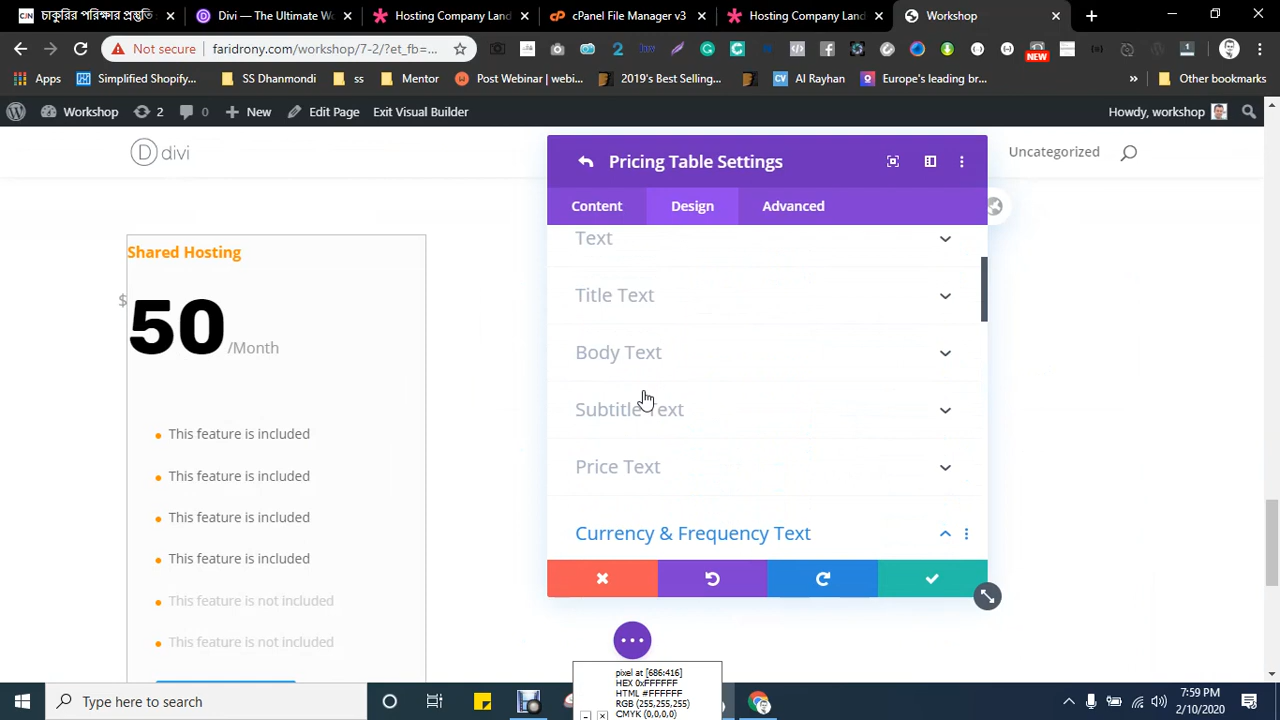 চাকুরির পরিক্ষার প্রস্তুতি
Divi — The Ultimate W
Hosting Company Land
cPanel File Manager v3
Hosting Company Land
Workshop
Not secure
faridrony.com/workshop/7-2/?et_fb=...
NEW
Apps
Simplified Shopify...
SS Dhanmondi
ss
Mentor
Post Webinar | webi...
2019's Best Selling...
CV
Al Rayhan
Europe's leading br...
»
Other bookmarks
Workshop
2
0
New
Edit Page
Exit Visual Builder
Howdy, workshop
D divi
Uncategorized
Pricing Table Settings
Content
Design
Advanced
Text
Title Text
Body Text
Subtitle Text
Price Text
Currency & Frequency Text
Shared Hosting
$
50
/Month
This feature is included
This feature is included
This feature is included
This feature is included
This feature is not included
This feature is not included
pixel at [686:416]
HEX 0xFFFFFF
HTML #FFFFFF
RGB (255,255,255)
CMYK (0,0,0,0)
Type here to search
7:59 PM
2/10/2020